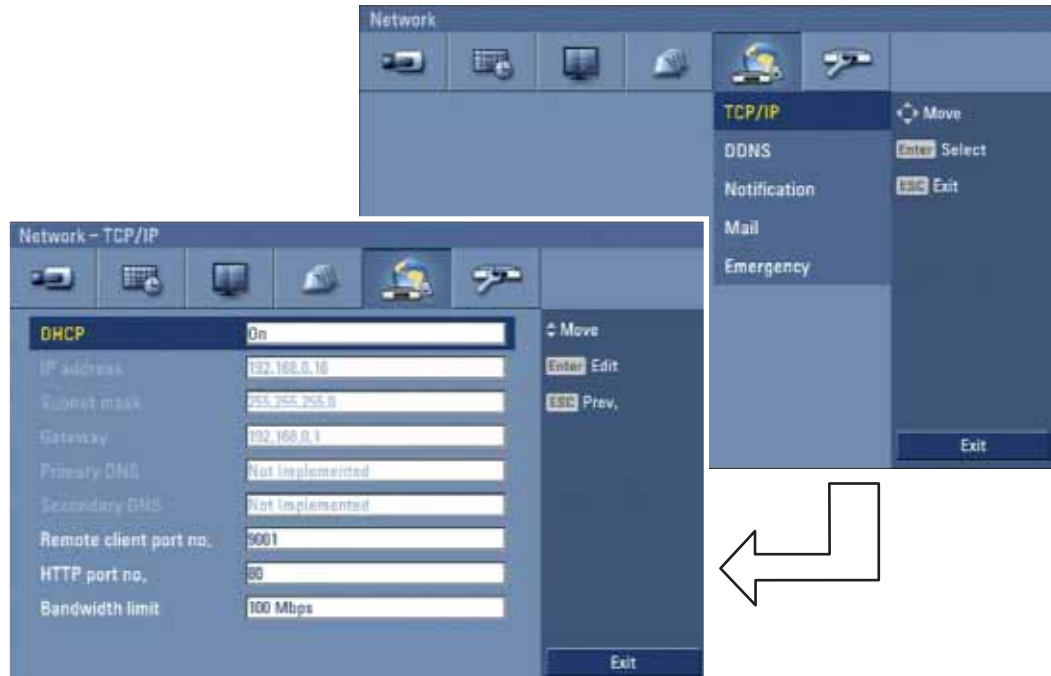 Network
TCP/IP
DDNS
Notification
Mail
Emergency
Move
Enter Select
ESC Exit
Exit
Network – TCP/IP
DHCP On
IP address 192.168.0.16
Subnet mask 255.255.255.0
Gateway 192.168.0.1
Primary DNS Not Implemented
Secondary DNS Not Implemented
Remote client port no. 9001
HTTP port no. 80
Bandwidth limit 100 Mbps
Move
Enter Edit
ESC Prev.
Exit